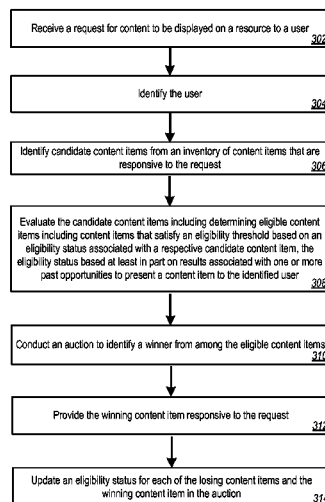 Receive a request for content to be displayed on a resource to a user
302
Identify the user
304
Identify candidate content items from an inventory of content items that are
responsive to the request
306
Evaluate the candidate content items including determining eligible content
items including content items that satisfy an eligibility threshold based on an
eligibility status associated with a respective candidate content item, the
eligibility status based at least in part on results associated with one or more
past opportunities to present a content item to the identified user
308
Conduct an auction to identify a winner from among the eligible content items
310
Provide the winning content item responsive to the request
312
Update an eligibility status for each of the losing content items and the
winning content item in the auction
314